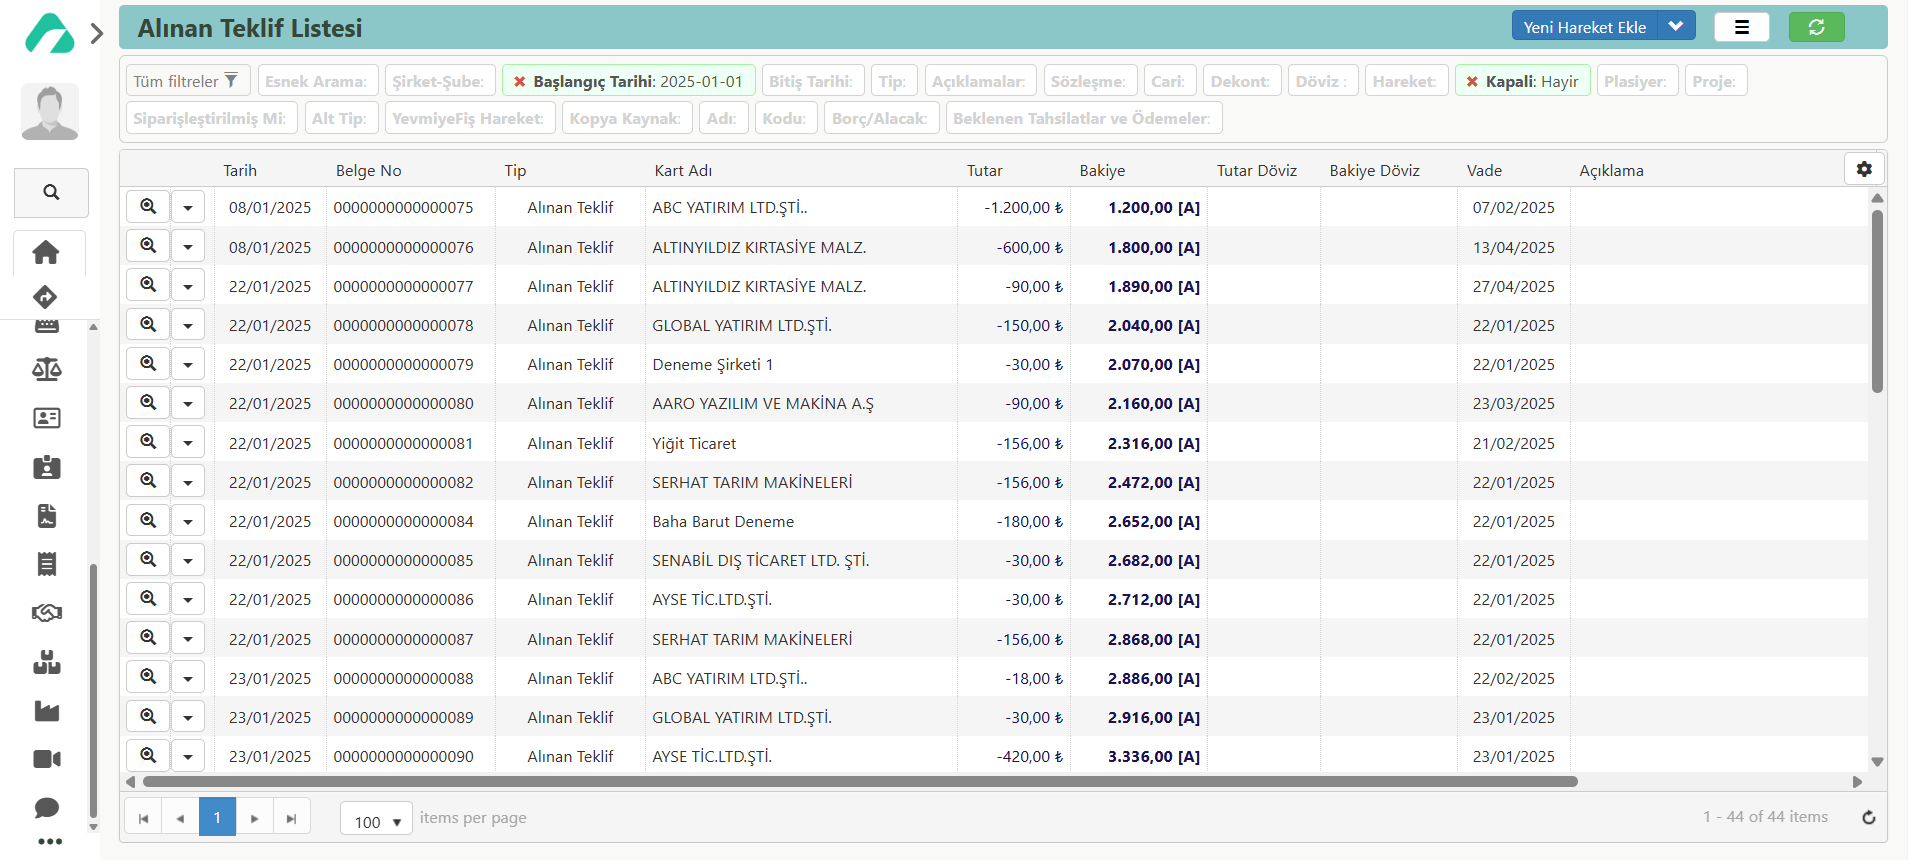 Alınan Teklif Listesi
Yeni Hareket Ekle
Tüm filtreler Esnek Arama: Şirket-Şube: Başlangıç Tarihi: 2025-01-01 Bitiş Tarihi: Tip: Açıklamalar: Sözleşme: Cari: Dekont: Döviz : Hareket: Kapali: Hayir Plasiyer: Proje:
Siparişleştirilmiş Mi: Alt Tip: YevmiyeFiş Hareket: Kopya Kaynak: Adı: Kodu: Borç/Alacak: Beklenen Tahsilatlar ve Ödemeler:
Tarih Belge No Tip Kart Adı Tutar Bakiye Tutar Döviz Bakiye Döviz Vade Açıklama
08/01/2025 0000000000000075 Alınan Teklif ABC YATIRIM LTD.ŞTİ.. -1.200,00 ₺ 1.200,00 [A] 07/02/2025
08/01/2025 0000000000000076 Alınan Teklif ALTINYILDIZ KIRTASİYE MALZ. -600,00 ₺ 1.800,00 [A] 13/04/2025
22/01/2025 0000000000000077 Alınan Teklif ALTINYILDIZ KIRTASİYE MALZ. -90,00 ₺ 1.890,00 [A] 27/04/2025
22/01/2025 0000000000000078 Alınan Teklif GLOBAL YATIRIM LTD.ŞTİ. -150,00 ₺ 2.040,00 [A] 22/01/2025
22/01/2025 0000000000000079 Alınan Teklif Deneme Şirketi 1 -30,00 ₺ 2.070,00 [A] 22/01/2025
22/01/2025 0000000000000080 Alınan Teklif AARO YAZILIM VE MAKİNA A.Ş -90,00 ₺ 2.160,00 [A] 23/03/2025
22/01/2025 0000000000000081 Alınan Teklif Yiğit Ticaret -156,00 ₺ 2.316,00 [A] 21/02/2025
22/01/2025 0000000000000082 Alınan Teklif SERHAT TARIM MAKİNELERİ -156,00 ₺ 2.472,00 [A] 22/01/2025
22/01/2025 0000000000000084 Alınan Teklif Baha Barut Deneme -180,00 ₺ 2.652,00 [A] 22/01/2025
22/01/2025 0000000000000085 Alınan Teklif SENABİL DIŞ TİCARET LTD. ŞTİ. -30,00 ₺ 2.682,00 [A] 22/01/2025
22/01/2025 0000000000000086 Alınan Teklif AYSE TİC.LTD.ŞTİ. -30,00 ₺ 2.712,00 [A] 22/01/2025
22/01/2025 0000000000000087 Alınan Teklif SERHAT TARIM MAKİNELERİ -156,00 ₺ 2.868,00 [A] 22/01/2025
23/01/2025 0000000000000088 Alınan Teklif ABC YATIRIM LTD.ŞTİ.. -18,00 ₺ 2.886,00 [A] 22/02/2025
23/01/2025 0000000000000089 Alınan Teklif GLOBAL YATIRIM LTD.ŞTİ. -30,00 ₺ 2.916,00 [A] 23/01/2025
23/01/2025 0000000000000090 Alınan Teklif AYSE TİC.LTD.ŞTİ. -420,00 ₺ 3.336,00 [A] 23/01/2025
1 100 items per page 1 - 44 of 44 items